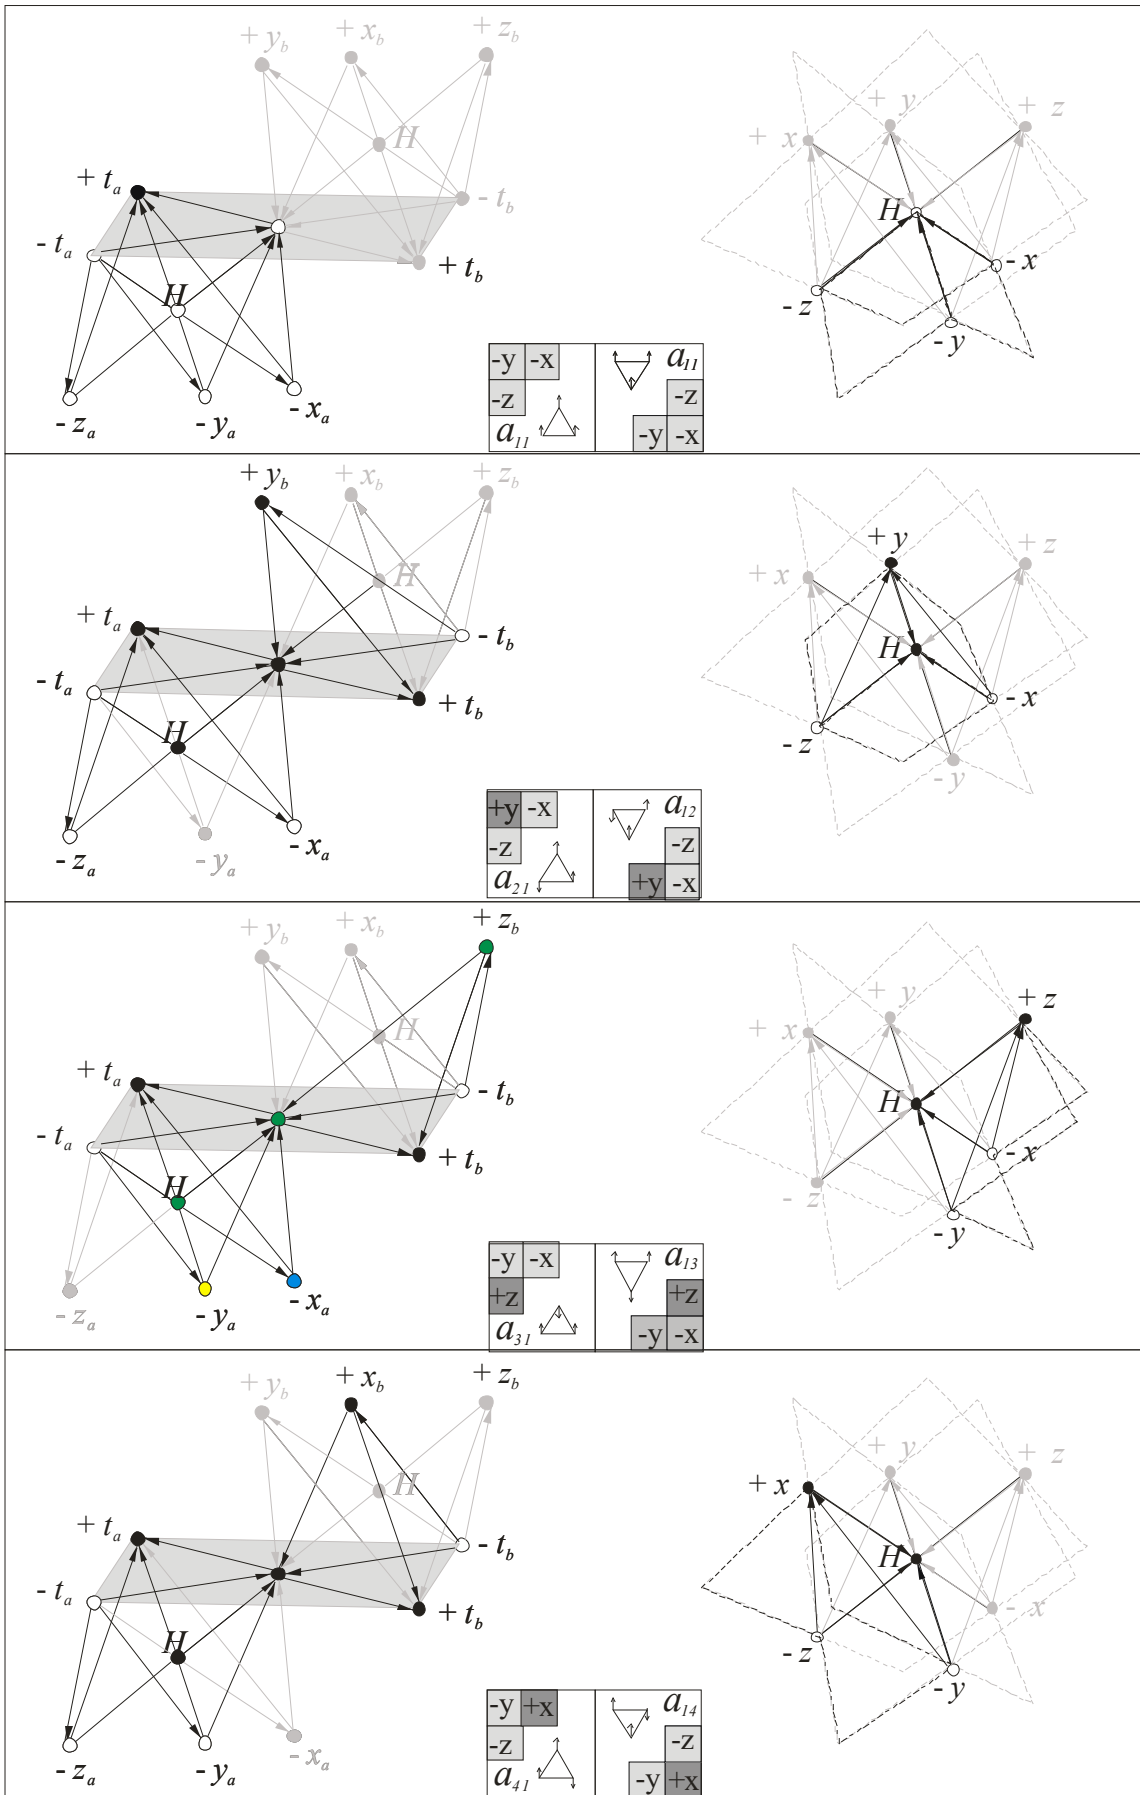 + y_b + x_b + z_b
H
+ t_a - t_b
- t_a + t_b
H
- z_a - y_a - x_a
-y -x
-z
a_11
a_11
-z
-y -x
+ x + y + z
H
- z - y - x
+ y_b + x_b + z_b
H
+ t_a - t_b
- t_a + t_b
H
- z_a - y_a - x_a
+y -x
-z
a_21
a_12
-z
+y -x
+ x + y + z
H
- z - y - x
+ y_b + x_b + z_b
H
+ t_a - t_b
- t_a + t_b
H
- z_a - y_a - x_a
-y -x
+z
a_31
a_13
+z
-y -x
+ x + y + z
H
- z - y - x
+ y_b + x_b + z_b
H
+ t_a - t_b
- t_a + t_b
H
- z_a - y_a - x_a
-y +x
-z
a_41
a_14
-z
-y +x
+ x + y + z
H
- z - y - x